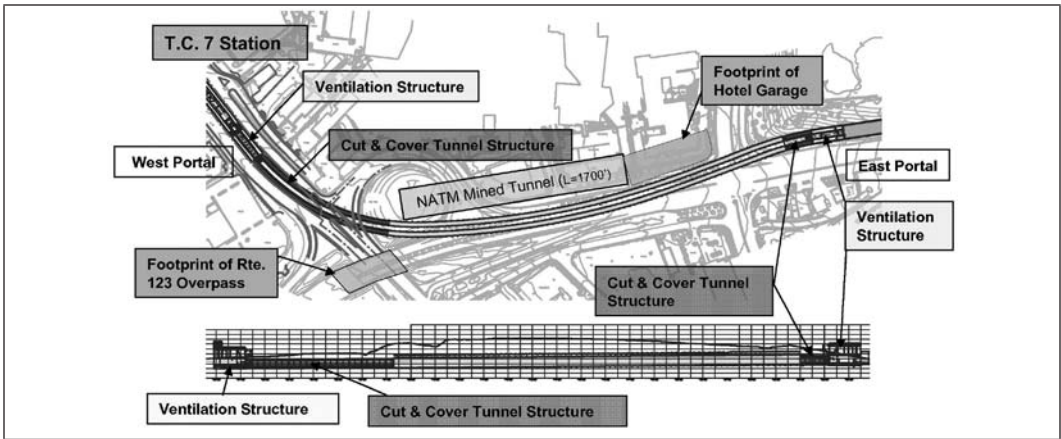 T.C. 7 Station
Ventilation Structure
Footprint of
Hotel Garage
West Portal
Cut & Cover Tunnel Structure
NATM Mined Tunnel (L=1700')
East Portal
Ventilation
Structure
Footprint of Rte.
123 Overpass
Cut & Cover Tunnel
Structure
Ventilation Structure
Cut & Cover Tunnel Structure